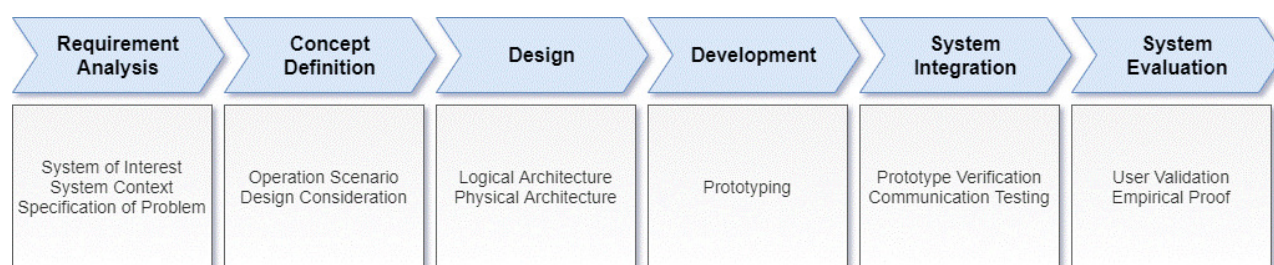 Requirement
Analysis
Concept
Definition
Design
Development
System
Integration
System
Evaluation
System of Interest
System Context
Specification of Problem
Operation Scenario
Design Consideration
Logical Architecture
Physical Architecture
Prototyping
Prototype Verification
Communication Testing
User Validation
Empirical Proof